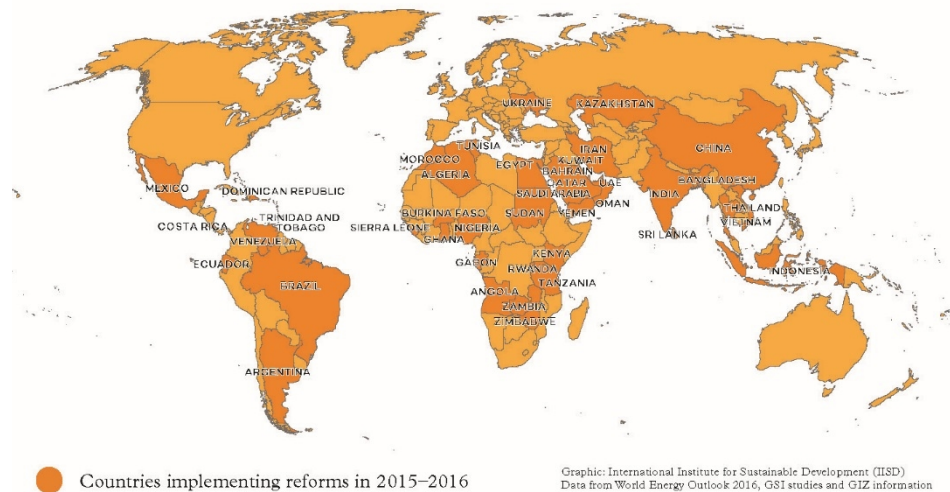 UKRAINE
KAZAKHSTAN
CHINA
TUNISIA
IRAN
MOROCCO
EGYPT
KUWAIT
ALGERIA
BAHRAIN
BANGLADESH
QATAR
UAE
MEXICO
DOMINICAN REPUBLIC
SAUDI ARABIA
INDIA
OMAN
THAILAND
BURKINA FASO
SUDAN
YEMEN
TRINIDAD AND
TOBAGO
COSTA RICA
SIERRA LEONE
NIGERIA
VIETNAM
SRI LANKA
GHANA
VENEZUELA
KENYA
ECUADOR
GABON
RWANDA
INDONESIA
TANZANIA
BRAZIL
ANGOLA
ZAMBIA
ZIMBABWE
ARGENTINA
Countries implementing reforms in 2015–2016
Graphic: International Institute for Sustainable Development (IISD)
Data from World Energy Outlook 2016, GSI studies and GIZ information